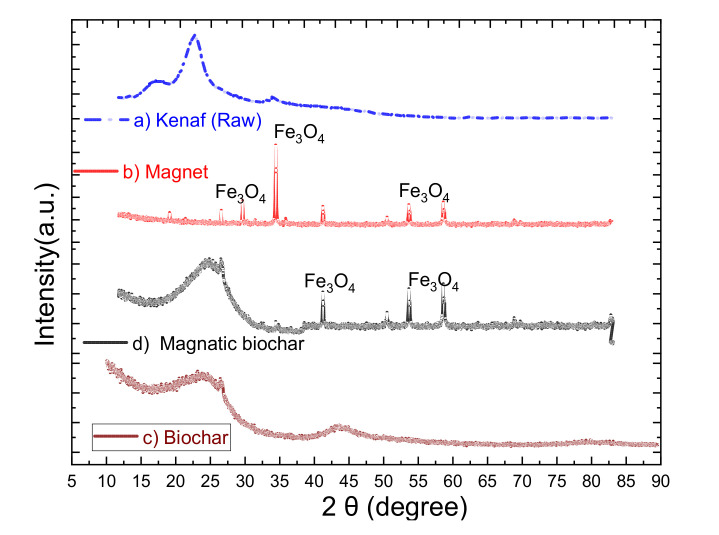 a) Kenaf (Raw)
Fe₃O₄
b) Magnet
Fe₃O₄
Fe₃O₄
Fe₃O₄
Fe₃O₄
d) Magnatic biochar
c) Biochar
Intensity(a.u.)
5 10 15 20 25 30 35 40 45 50 55 60 65 70 75 80 85 90
2 θ (degree)